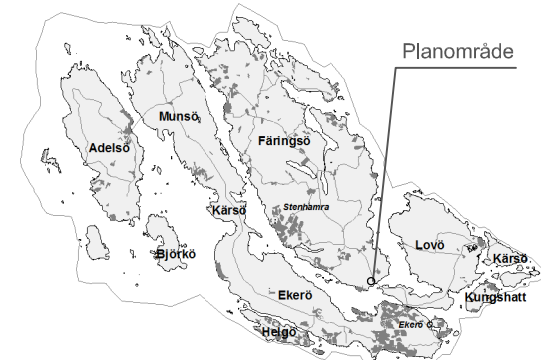 Planområde
Munsö
Adelsö
Färingsö
Stenhamra
Kärsö
Lovö
Björkö
Kärsö
Ekerö
Kungshatt
Ekerö C
Helgö